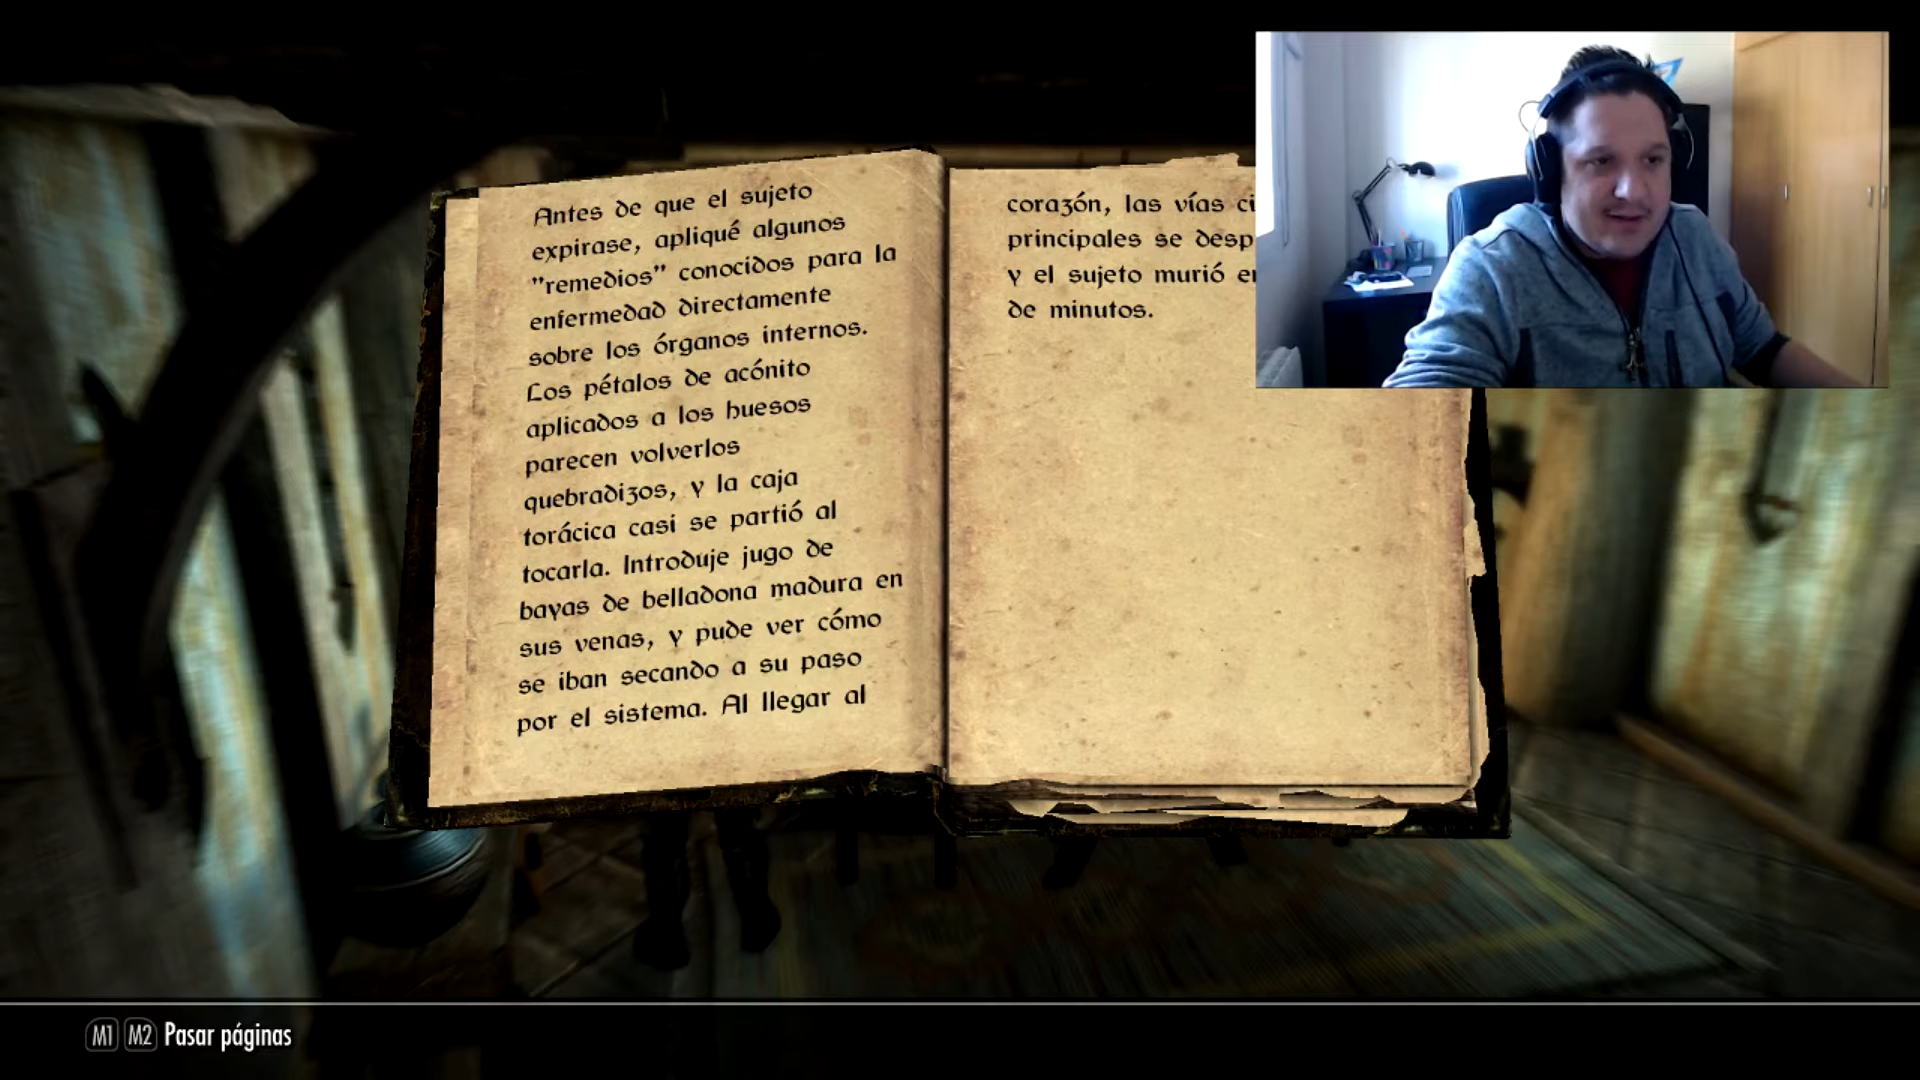 Antes de que el sujeto
expirase, apliqué algunos
"remedios" conocidos para la
enfermedad directamente
sobre los órganos internos.
Los pétalos de acónito
aplicados a los huesos
parecen volverlos
quebradizos, y la caja
torácica casi se partió al
tocarla. Introduje jugo de
bayas de belladona madura en
sus venas, y pude ver cómo
se iban secando a su paso
por el sistema. Al llegar al
corazón, las vías
principales se
y el sujeto murió
de minutos.
M1 M2 Pasar páginas